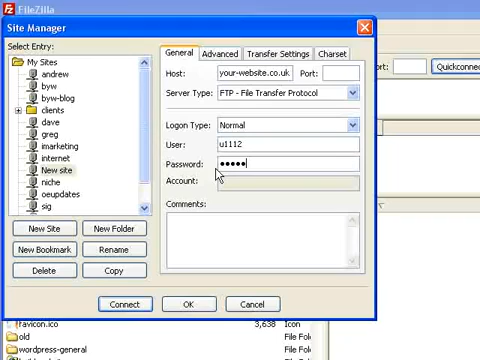 FileZilla
Site Manager
Select Entry:
My Sites
andrew
byw
byw-blog
clients
dave
greg
imarketing
internet
New site
niche
oeupdates
sig
New Site
New Folder
New Bookmark
Rename
Delete
Copy
General
Advanced
Transfer Settings
Charset
Host:
your-website.co.uk
Port:
Server Type:
FTP - File Transfer Protocol
Logon Type:
Normal
User:
u1112
Password:
Account:
Comments:
Connect
OK
Cancel
ort:
Quickconnec
favicon.ico
3,638
Icon
old
File Fol
wordpress-general
File Fol